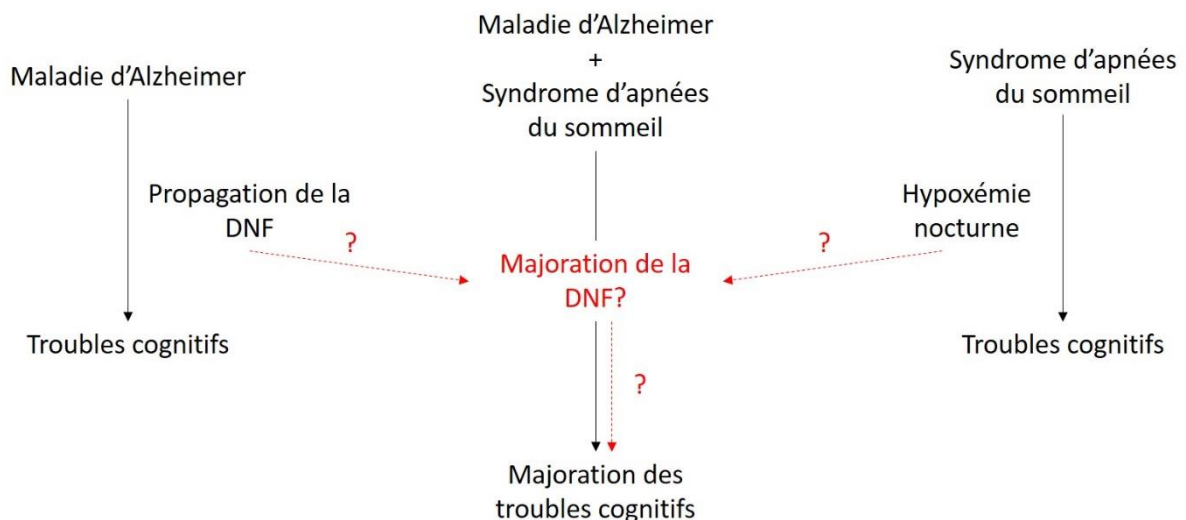 Maladie d’Alzheimer
Propagation de la
DNF
?
Troubles cognitifs
Maladie d’Alzheimer
+
Syndrome d’apnées
du sommeil
Majoration de la
DNF?
?
Majoration des
troubles cognitifs
Syndrome d’apnées
du sommeil
Hypoxémie
nocturne
?
Troubles cognitifs